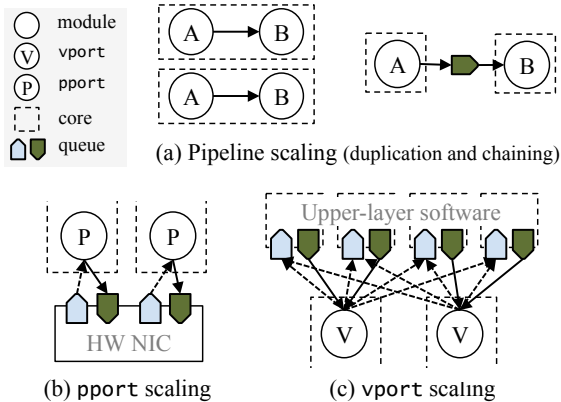 module
V vport
P pport
core
queue
A B
A B
A B
(a) Pipeline scaling (duplication and chaining)
P P
HW NIC
(b) pport scaling
Upper-layer software
V V
(c) vport scaling